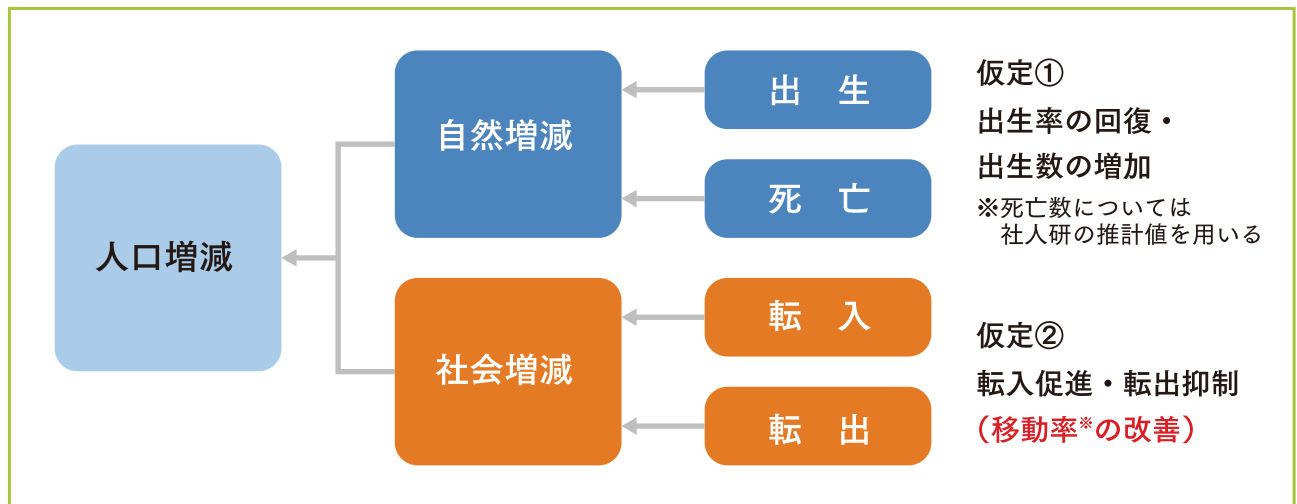 人口増減
自然増減
社会増減
出　生
死　亡
転　入
転　出
仮定①
出生率の回復・
出生数の増加
※死亡数については
社人研の推計値を用いる
仮定②
転入促進・転出抑制
（移動率※の改善）